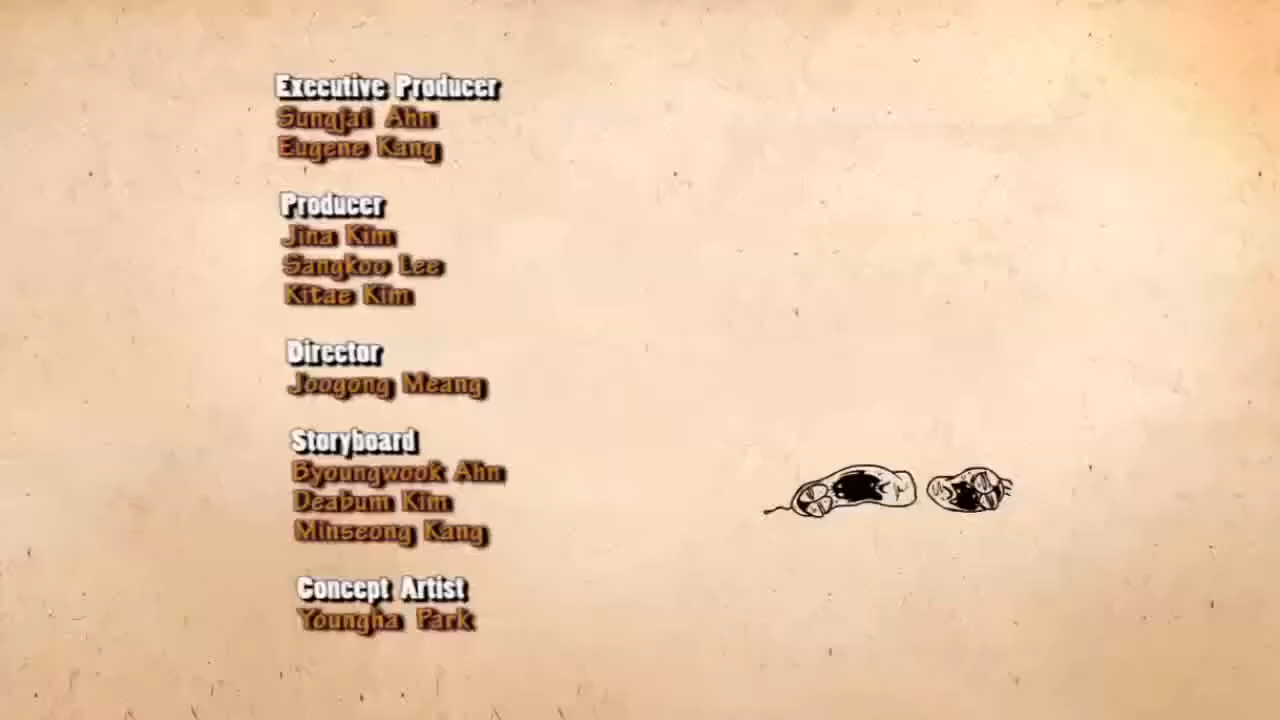 Executive Producer
Sungjai Ahn
Eugene Kang
Producer
Jina Kim
Sangkoo Lee
Kitae Kim
Director
Joogong Meang
Storyboard
Byoungwook Ahn
Deabum Kim
Minseong Kang
Concept Artist
Youngha Park